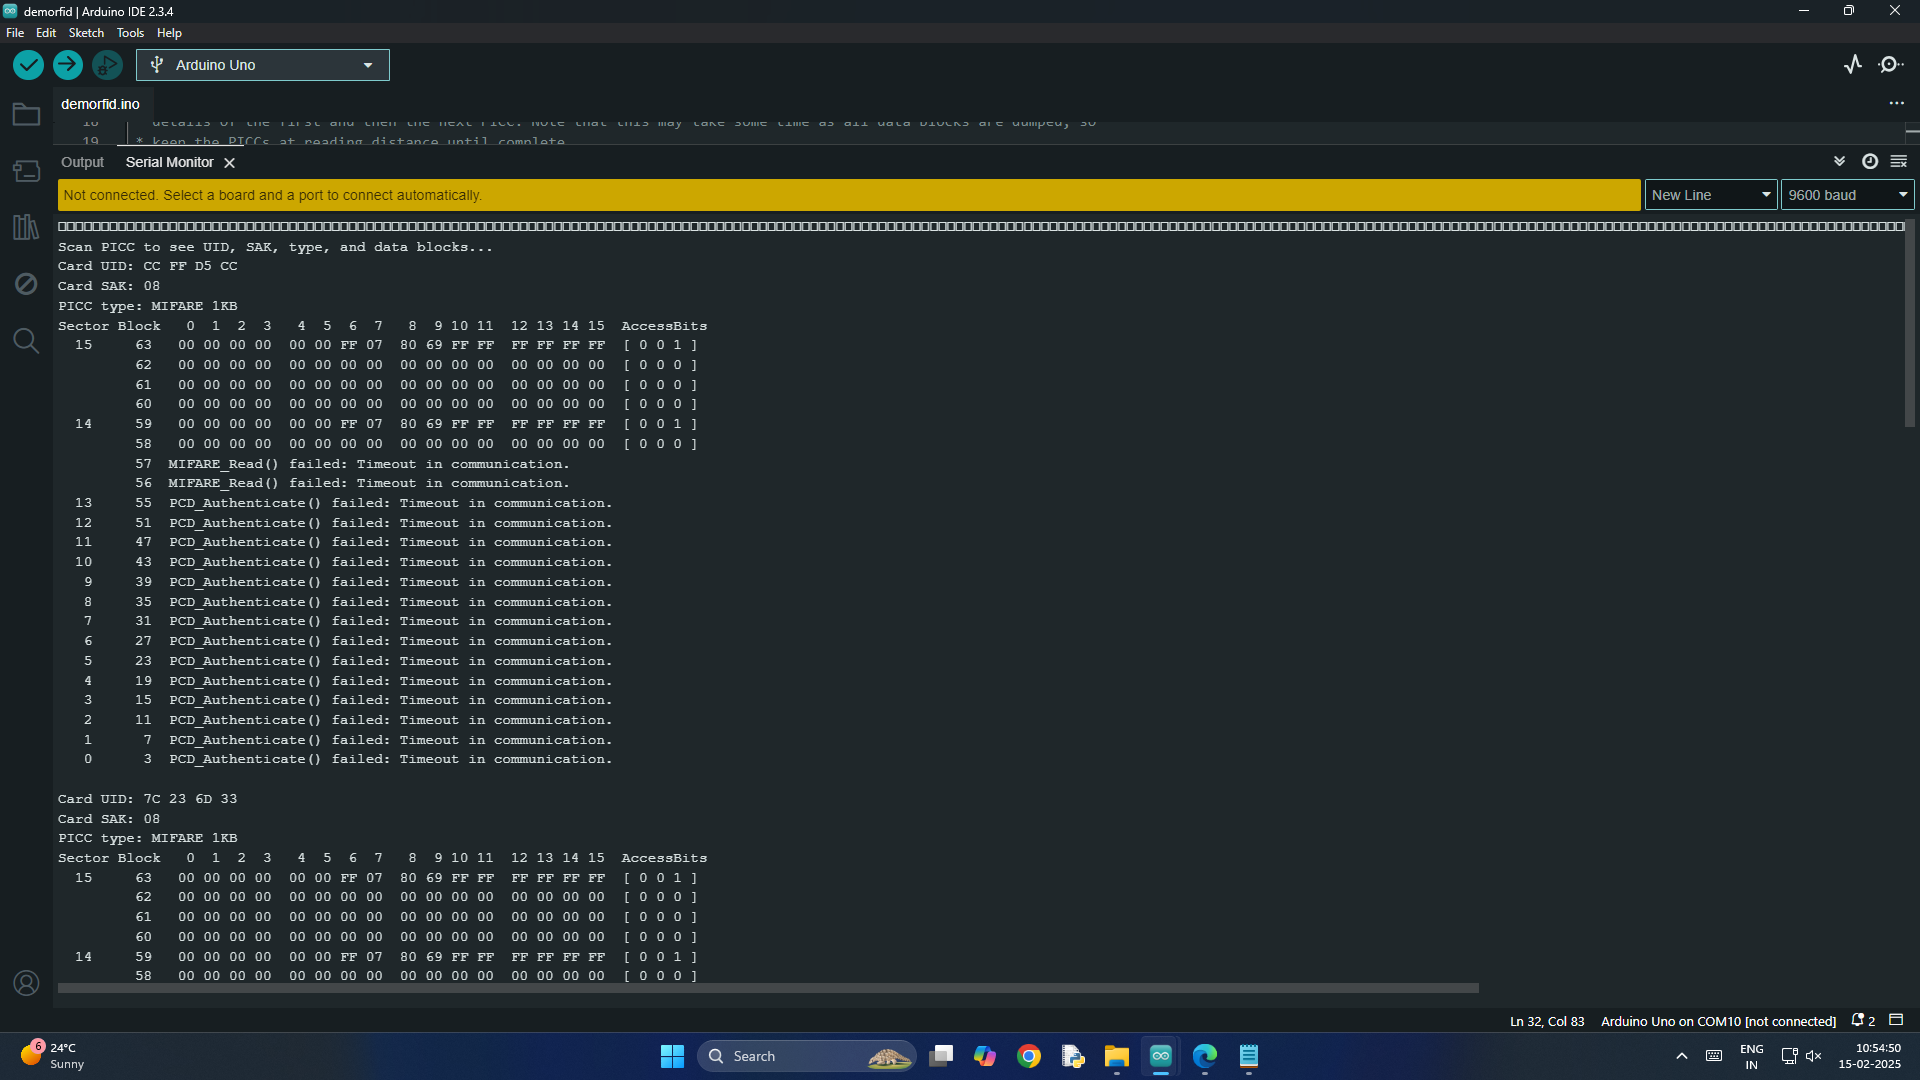 demorfid | Arduino IDE 2.3.4
File Edit Sketch Tools Help
Arduino Uno
demorfid.ino
18 details of the first and then the next PICC. Note that this may take some time as all data blocks are dumped, so
19 * keep the PICCs at reading distance until complete
Output Serial Monitor
Not connected. Select a board and a port to connect automatically.
New Line
9600 baud
Scan PICC to see UID, SAK, type, and data blocks...
Card UID: CC FF D5 CC
Card SAK: 08
PICC type: MIFARE 1KB
Sector Block 0 1 2 3 4 5 6 7 8 9 10 11 12 13 14 15 AccessBits
15 63 00 00 00 00 00 00 FF 07 80 69 FF FF FF FF FF FF [ 0 0 1 ]
62 00 00 00 00 00 00 00 00 00 00 00 00 00 00 00 00 [ 0 0 0 ]
61 00 00 00 00 00 00 00 00 00 00 00 00 00 00 00 00 [ 0 0 0 ]
60 00 00 00 00 00 00 00 00 00 00 00 00 00 00 00 00 [ 0 0 0 ]
14 59 00 00 00 00 00 00 FF 07 80 69 FF FF FF FF FF FF [ 0 0 1 ]
58 00 00 00 00 00 00 00 00 00 00 00 00 00 00 00 00 [ 0 0 0 ]
57 MIFARE_Read() failed: Timeout in communication.
56 MIFARE_Read() failed: Timeout in communication.
13 55 PCD_Authenticate() failed: Timeout in communication.
12 51 PCD_Authenticate() failed: Timeout in communication.
11 47 PCD_Authenticate() failed: Timeout in communication.
10 43 PCD_Authenticate() failed: Timeout in communication.
9 39 PCD_Authenticate() failed: Timeout in communication.
8 35 PCD_Authenticate() failed: Timeout in communication.
7 31 PCD_Authenticate() failed: Timeout in communication.
6 27 PCD_Authenticate() failed: Timeout in communication.
5 23 PCD_Authenticate() failed: Timeout in communication.
4 19 PCD_Authenticate() failed: Timeout in communication.
3 15 PCD_Authenticate() failed: Timeout in communication.
2 11 PCD_Authenticate() failed: Timeout in communication.
1 7 PCD_Authenticate() failed: Timeout in communication.
0 3 PCD_Authenticate() failed: Timeout in communication.
Card UID: 7C 23 6D 33
Card SAK: 08
PICC type: MIFARE 1KB
Sector Block 0 1 2 3 4 5 6 7 8 9 10 11 12 13 14 15 AccessBits
15 63 00 00 00 00 00 00 FF 07 80 69 FF FF FF FF FF FF [ 0 0 1 ]
62 00 00 00 00 00 00 00 00 00 00 00 00 00 00 00 00 [ 0 0 0 ]
61 00 00 00 00 00 00 00 00 00 00 00 00 00 00 00 00 [ 0 0 0 ]
60 00 00 00 00 00 00 00 00 00 00 00 00 00 00 00 00 [ 0 0 0 ]
14 59 00 00 00 00 00 00 FF 07 80 69 FF FF FF FF FF FF [ 0 0 1 ]
58 00 00 00 00 00 00 00 00 00 00 00 00 00 00 00 00 [ 0 0 0 ]
Ln 32, Col 83 Arduino Uno on COM10 [not connected] 2
6
24°C
Sunny
Search
ENG
IN
10:54:50
15-02-2025